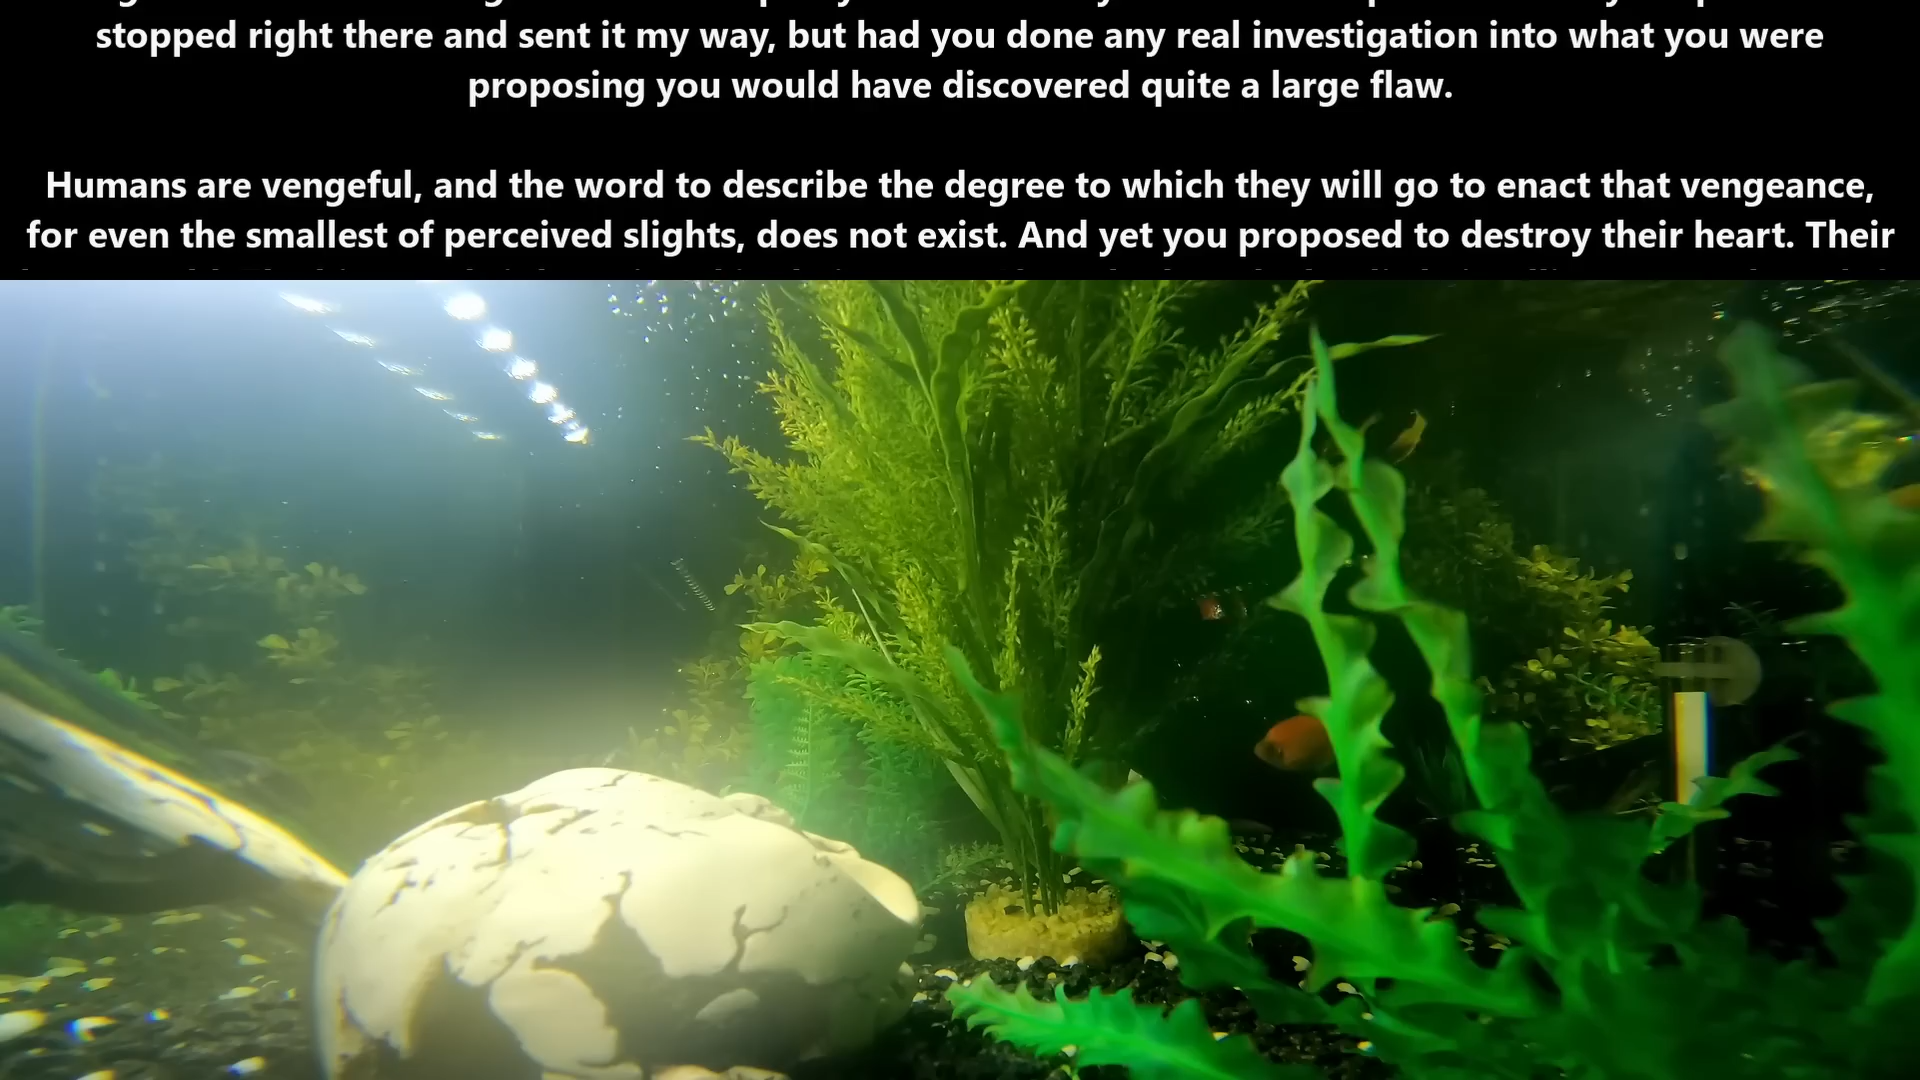 stopped right there and sent it my way, but had you done any real investigation into what you were
proposing you would have discovered quite a large flaw.
Humans are vengeful, and the word to describe the degree to which they will go to enact that vengeance,
for even the smallest of perceived slights, does not exist. And yet you proposed to destroy their heart. Their